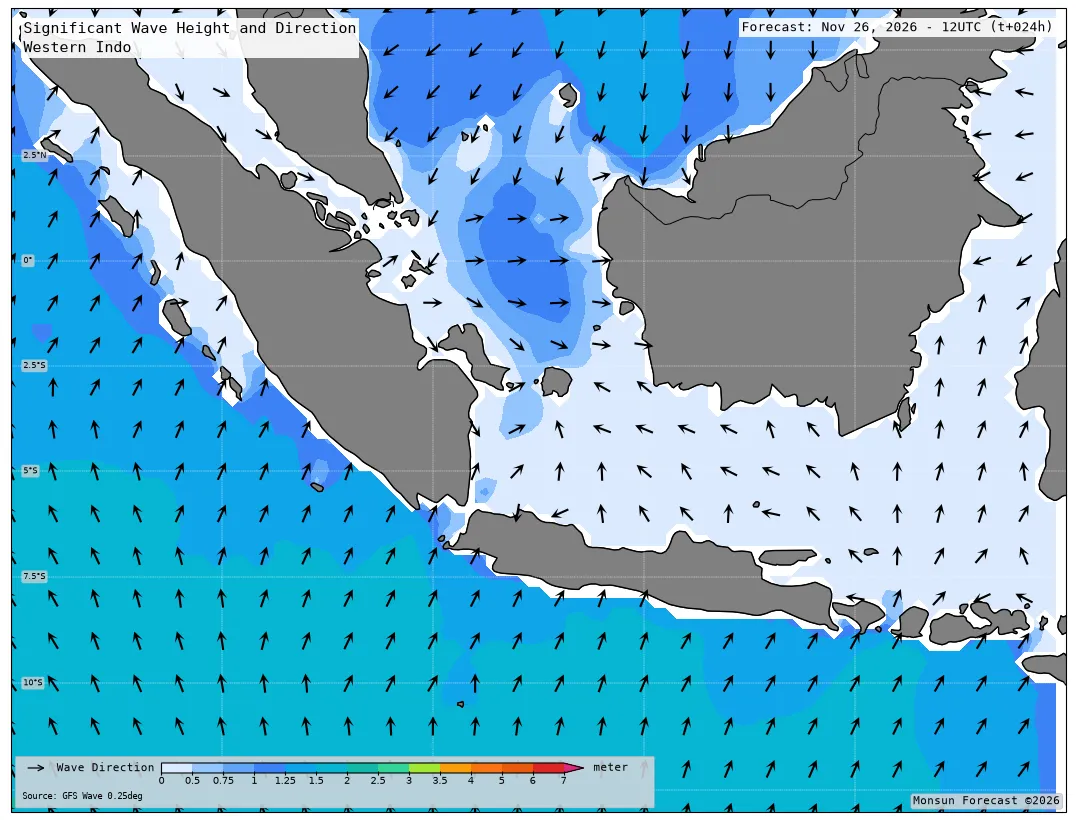 Significant Wave Height and Direction
Western Indo
Forecast: Nov 26, 2026 - 12UTC (t+024h)
2.5°N
0°
2.5°S
5°S
7.5°S
10°S
Wave Direction
0 0.5 0.75 1 1.25 1.5 2 2.5 3 3.5 4 5 6 7
meter
Source: GFS Wave 0.25deg
Monsun Forecast ©2026